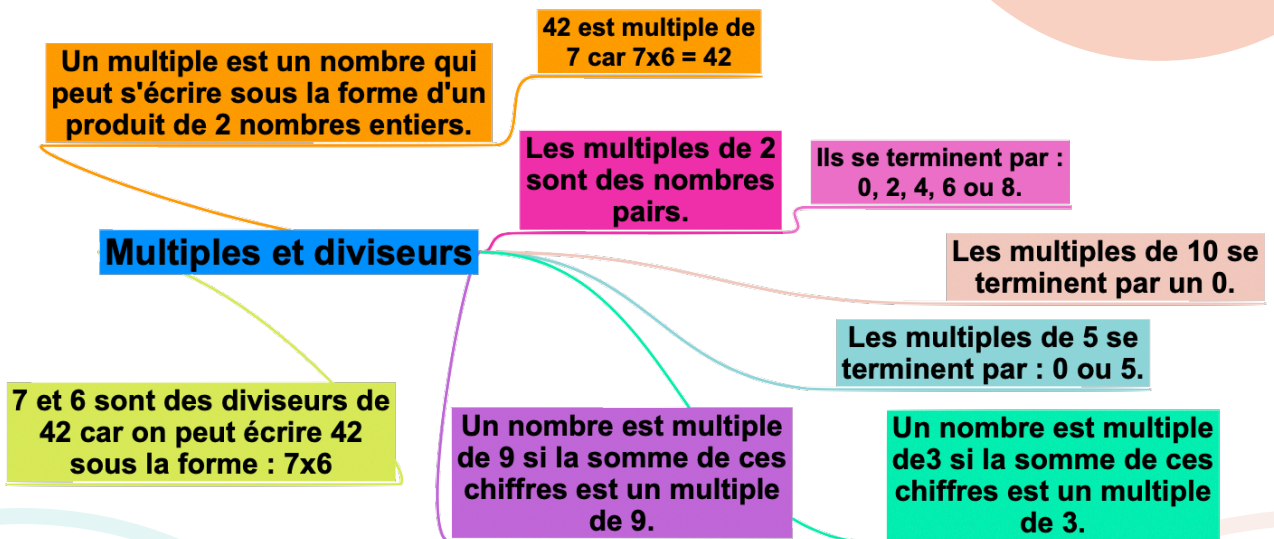 42 est multiple de
7 car 7x6 = 42
Un multiple est un nombre qui
peut s'écrire sous la forme d'un
produit de 2 nombres entiers.
Les multiples de 2
sont des nombres
pairs.
Ils se terminent par :
0, 2, 4, 6 ou 8.
Multiples et diviseurs
Les multiples de 10 se
terminent par un 0.
Les multiples de 5 se
terminent par : 0 ou 5.
7 et 6 sont des diviseurs de
42 car on peut écrire 42
sous la forme : 7x6
Un nombre est multiple
de 9 si la somme de ces
chiffres est un multiple
de 9.
Un nombre est multiple
de3 si la somme de ces
chiffres est un multiple
de 3.